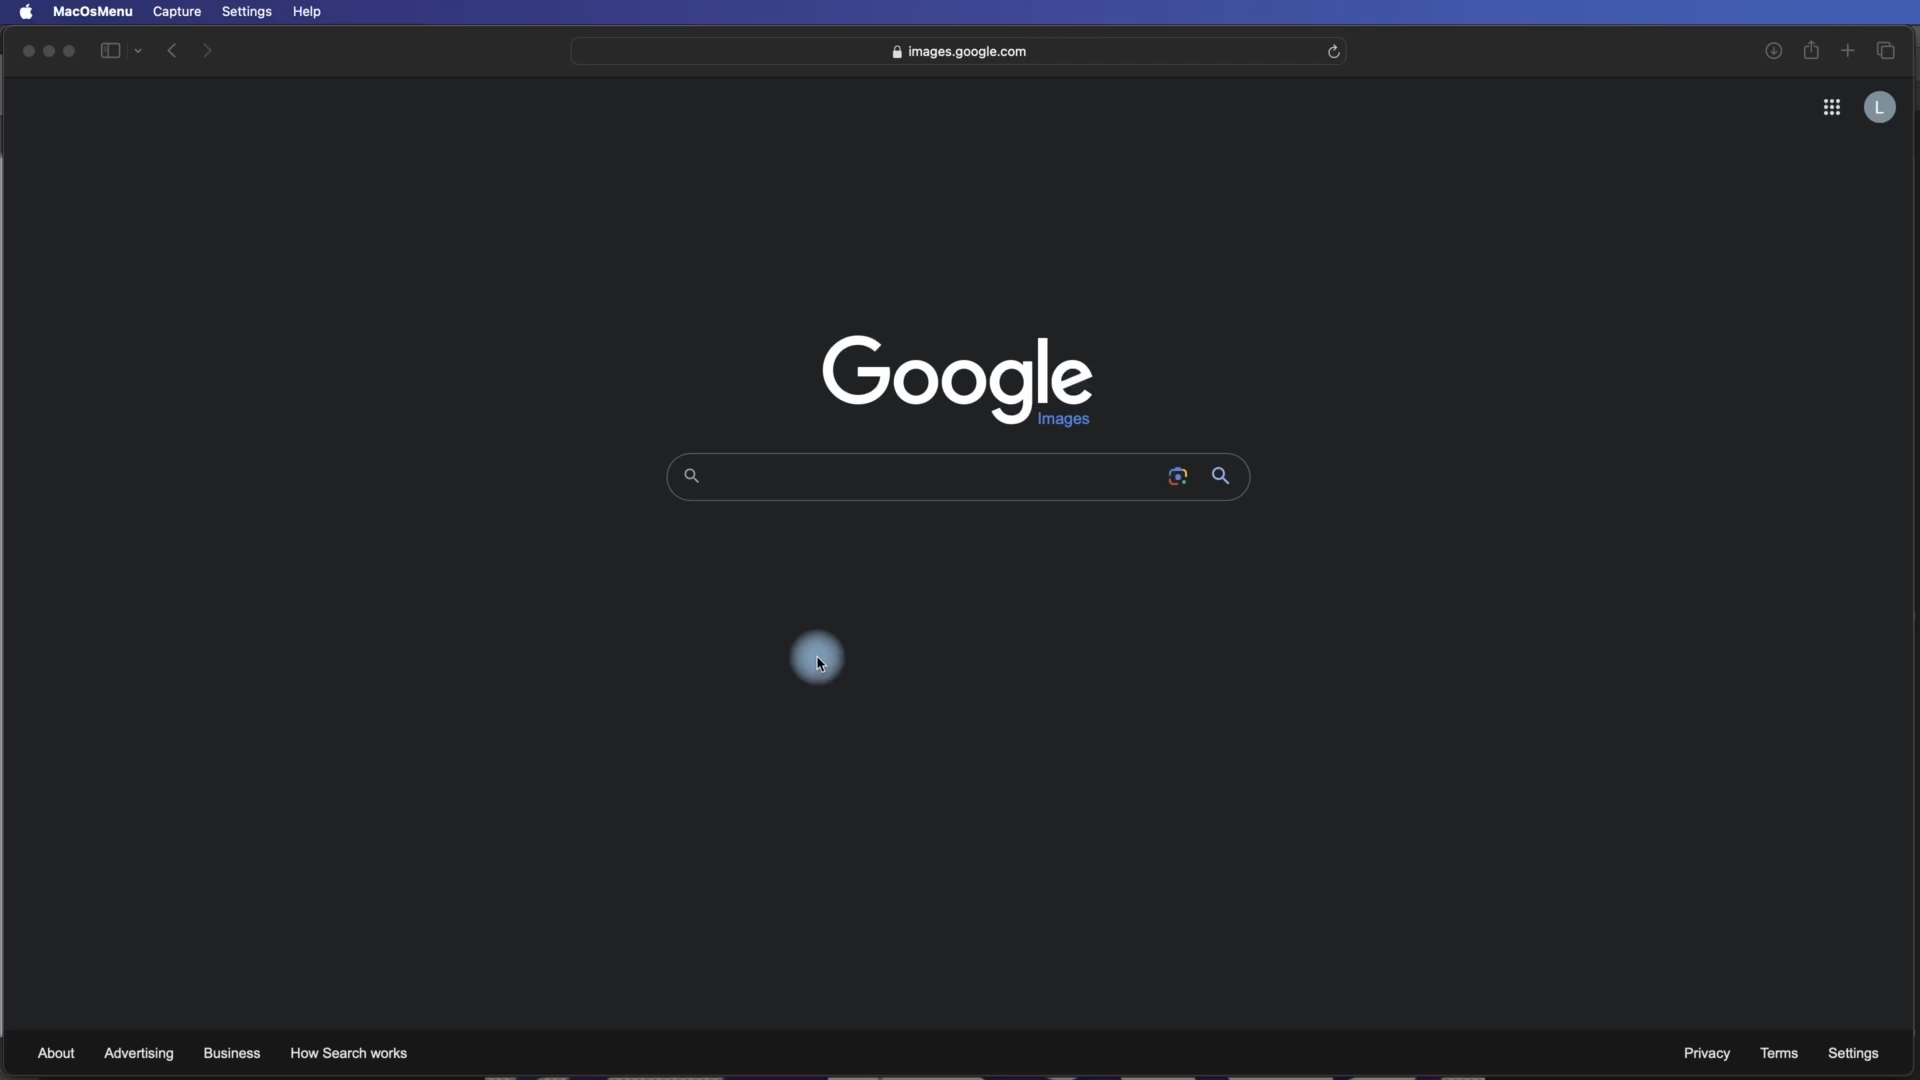 MacOsMenu Capture Settings Help
images.google.com
L
Google
Images
About Advertising Business How Search works Privacy Terms Settings